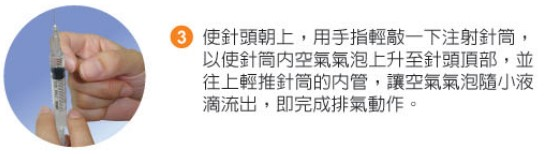 3 使針頭朝上，用手指輕敲一下注射針筒，
以使針筒內空氣氣泡上升至針頭頂部，並
往上輕推針筒的內管，讓空氣氣泡隨小液
滴流出，即完成排氣動作。